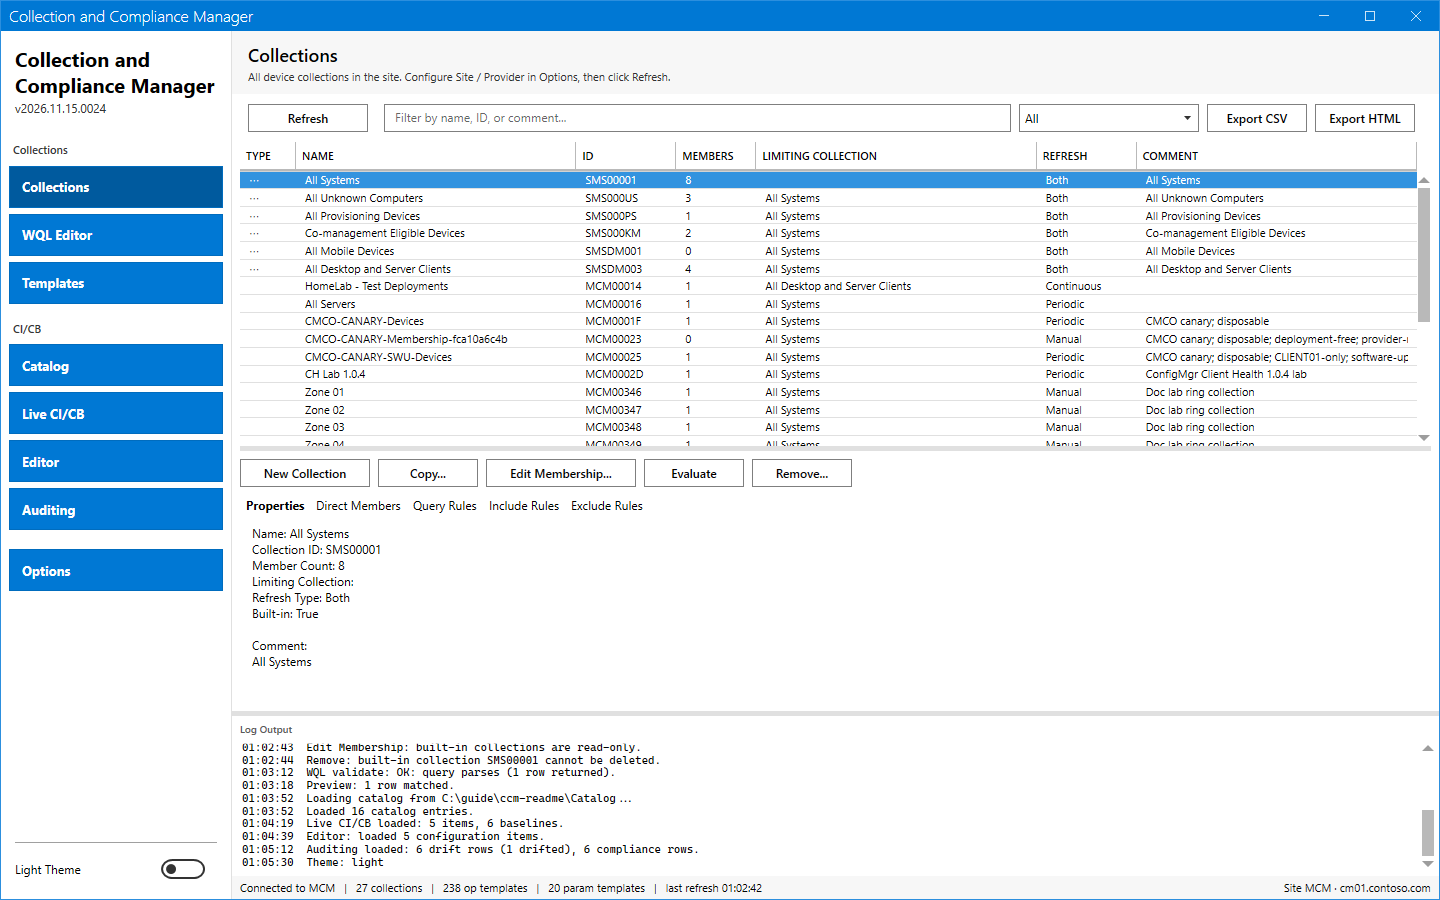 Collection and Compliance Manager
Collection and
Compliance Manager
v2026.11.15.0024
Collections
Collections
WQL Editor
Templates
CI/CB
Catalog
Live CI/CB
Editor
Auditing
Options
Light Theme
Collections
All device collections in the site. Configure Site / Provider in Options, then click Refresh.
Refresh Filter by name, ID, or comment... All Export CSV Export HTML
TYPE NAME ID MEMBERS LIMITING COLLECTION REFRESH COMMENT
... All Systems SMS00001 8 Both All Systems
... All Unknown Computers SMS000US 3 All Systems Both All Unknown Computers
... All Provisioning Devices SMS000PS 1 All Systems Both All Provisioning Devices
... Co-management Eligible Devices SMS000KM 2 All Systems Both Co-management Eligible Devices
... All Mobile Devices SMSDM001 0 All Systems Both All Mobile Devices
... All Desktop and Server Clients SMSDM003 4 All Systems Both All Desktop and Server Clients
HomeLab - Test Deployments MCM00014 1 All Desktop and Server Clients Continuous
All Servers MCM00016 1 All Systems Periodic
CMCO-CANARY-Devices MCM0001F 1 All Systems Periodic CMCO canary; disposable
CMCO-CANARY-Membership-fca10a6c4b MCM00023 0 All Systems Manual CMCO canary; disposable; deployment-free; provider-
CMCO-CANARY-SWU-Devices MCM00025 1 All Systems Periodic CMCO canary; disposable; CLIENT01-only; software-up
CH Lab 1.0.4 MCM0002D 1 All Systems Periodic ConfigMgr Client Health 1.0.4 lab
Zone 01 MCM00346 1 All Systems Manual Doc lab ring collection
Zone 02 MCM00347 1 All Systems Manual Doc lab ring collection
Zone 03 MCM00348 1 All Systems Manual Doc lab ring collection
Zone 04 MCM00349 1 All Systems Manual Doc lab ring collection
New Collection Copy... Edit Membership... Evaluate Remove...
Properties Direct Members Query Rules Include Rules Exclude Rules
Name: All Systems
Collection ID: SMS00001
Member Count: 8
Limiting Collection:
Refresh Type: Both
Built-in: True
Comment:
All Systems
Log Output
01:02:43 Edit Membership: built-in collections are read-only.
01:02:44 Remove: built-in collection SMS00001 cannot be deleted.
01:03:12 WQL validate: OK: query parses (1 row returned).
01:03:18 Preview: 1 row matched.
01:03:52 Loading catalog from C:\guide\ccm-readme\Catalog...
01:03:52 Loaded 16 catalog entries.
01:04:19 Live CI/CB loaded: 5 items, 6 baselines.
01:04:39 Editor: loaded 5 configuration items.
01:05:12 Auditing loaded: 6 drift rows (1 drifted), 6 compliance rows.
01:05:30 Theme: light
Connected to MCM | 27 collections | 238 op templates | 20 param templates | last refresh 01:02:42
Site MCM · cm01.contoso.com